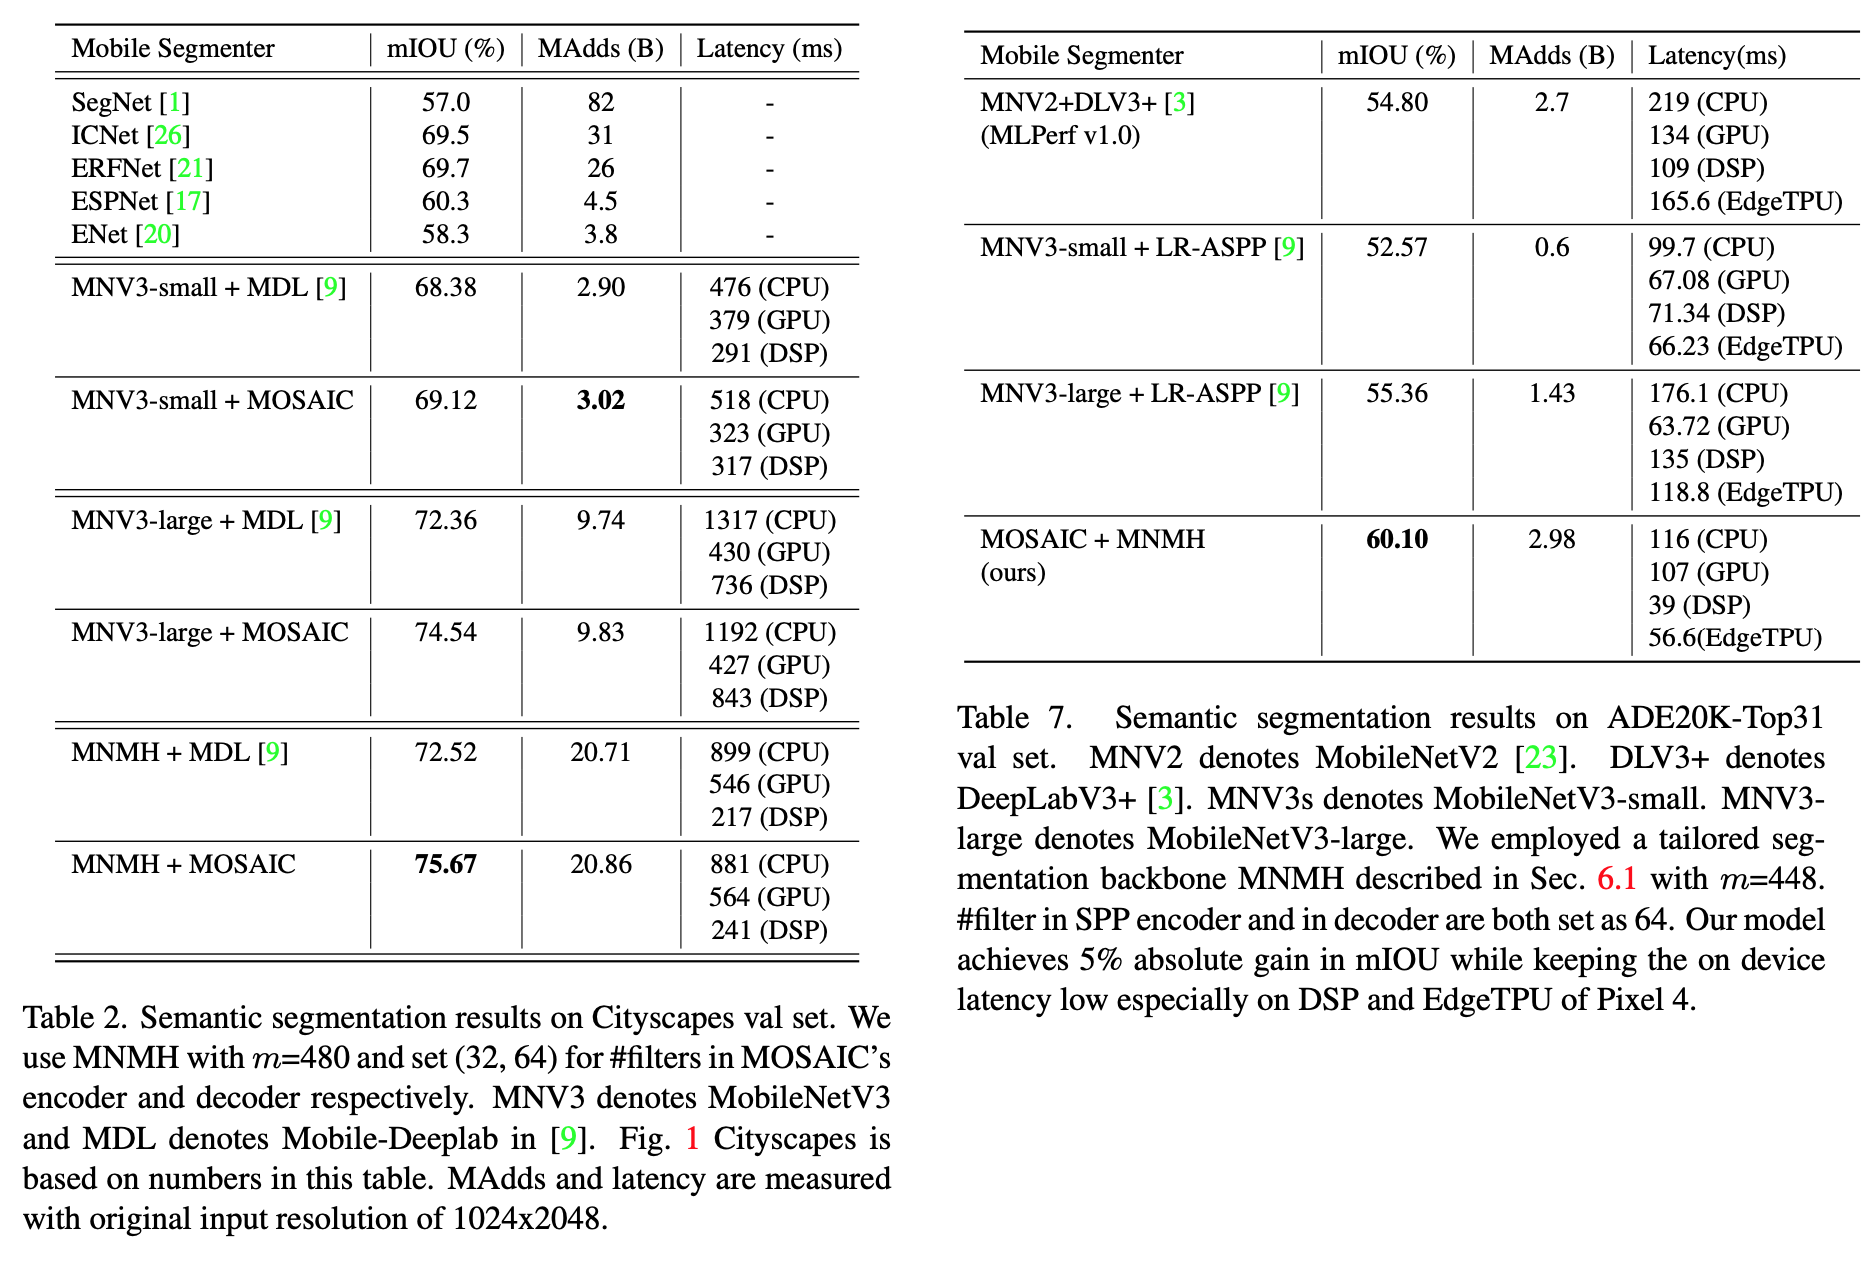 Mobile Segmenter mIOU (%) MAdds (B) Latency (ms)
SegNet [1] 57.0 82 -
ICNet [26] 69.5 31 -
ERFNet [21] 69.7 26 -
ESPNet [17] 60.3 4.5 -
ENet [20] 58.3 3.8 -
MNV3-small + MDL [9] 68.38 2.90 476 (CPU)
379 (GPU)
291 (DSP)
MNV3-small + MOSAIC 69.12 3.02 518 (CPU)
323 (GPU)
317 (DSP)
MNV3-large + MDL [9] 72.36 9.74 1317 (CPU)
430 (GPU)
736 (DSP)
MNV3-large + MOSAIC 74.54 9.83 1192 (CPU)
427 (GPU)
843 (DSP)
MNMH + MDL [9] 72.52 20.71 899 (CPU)
546 (GPU)
217 (DSP)
MNMH + MOSAIC 75.67 20.86 881 (CPU)
564 (GPU)
241 (DSP)
Table 2. Semantic segmentation results on Cityscapes val set. We
use MNMH with m=480 and set (32, 64) for #filters in MOSAIC's
encoder and decoder respectively. MNV3 denotes MobileNetV3
and MDL denotes Mobile-Deeplab in [9]. Fig. 1 Cityscapes is
based on numbers in this table. MAdds and latency are measured
with original input resolution of 1024x2048.
Mobile Segmenter mIOU (%) MAdds (B) Latency(ms)
MNV2+DLV3+ [3] 54.80 2.7 219 (CPU)
(MLPerf v1.0) 134 (GPU)
109 (DSP)
165.6 (EdgeTPU)
MNV3-small + LR-ASPP [9] 52.57 0.6 99.7 (CPU)
67.08 (GPU)
71.34 (DSP)
66.23 (EdgeTPU)
MNV3-large + LR-ASPP [9] 55.36 1.43 176.1 (CPU)
63.72 (GPU)
135 (DSP)
118.8 (EdgeTPU)
MOSAIC + MNMH 60.10 2.98 116 (CPU)
(ours) 107 (GPU)
39 (DSP)
56.6(EdgeTPU)
Table 7. Semantic segmentation results on ADE20K-Top31
val set. MNV2 denotes MobileNetV2 [23]. DLV3+ denotes
DeepLabV3+ [3]. MNV3s denotes MobileNetV3-small. MNV3-
large denotes MobileNetV3-large. We employed a tailored seg-
mentation backbone MNMH described in Sec. 6.1 with m=448.
#filter in SPP encoder and in decoder are both set as 64. Our model
achieves 5% absolute gain in mIOU while keeping the on device
latency low especially on DSP and EdgeTPU of Pixel 4.